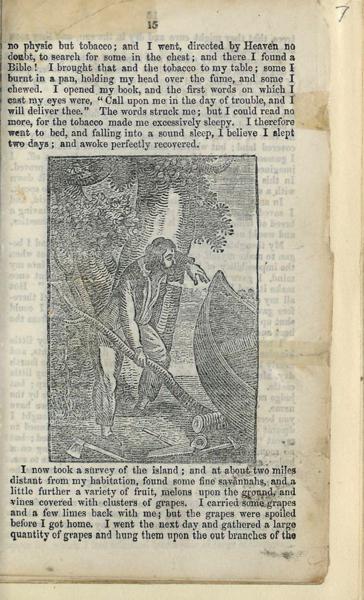 7
15
no physic but tobacco; and I went, directed by Heaven no
doubt, to search for some in the chest; and there I found a
Bible! I brought that and the tobacco to my table; some I
burnt in a pan, holding my head over the fume, and some I
chewed. I opened my book, and the first words on which I
cast my eyes were, "Call upon me in the day of trouble, and I
will deliver thee." The words struck me; but I could read no
more, for the tobacco made me excessively sleepy. I therefore
went to bed, and falling into a sound sleep, I believe I slept
two days; and awoke perfectly recovered.
I now took a survey of the island; and at about two miles
distant from my habitation, found some fine savannahs, and a
little further a variety of fruit, melons upon the ground, and
vines covered with clusters of grapes. I carried some grapes
and a few limes back with me; but the grapes were spoiled
before I got home. I went the next day and gathered a large
quantity of grapes and hung them upon the out branches of the